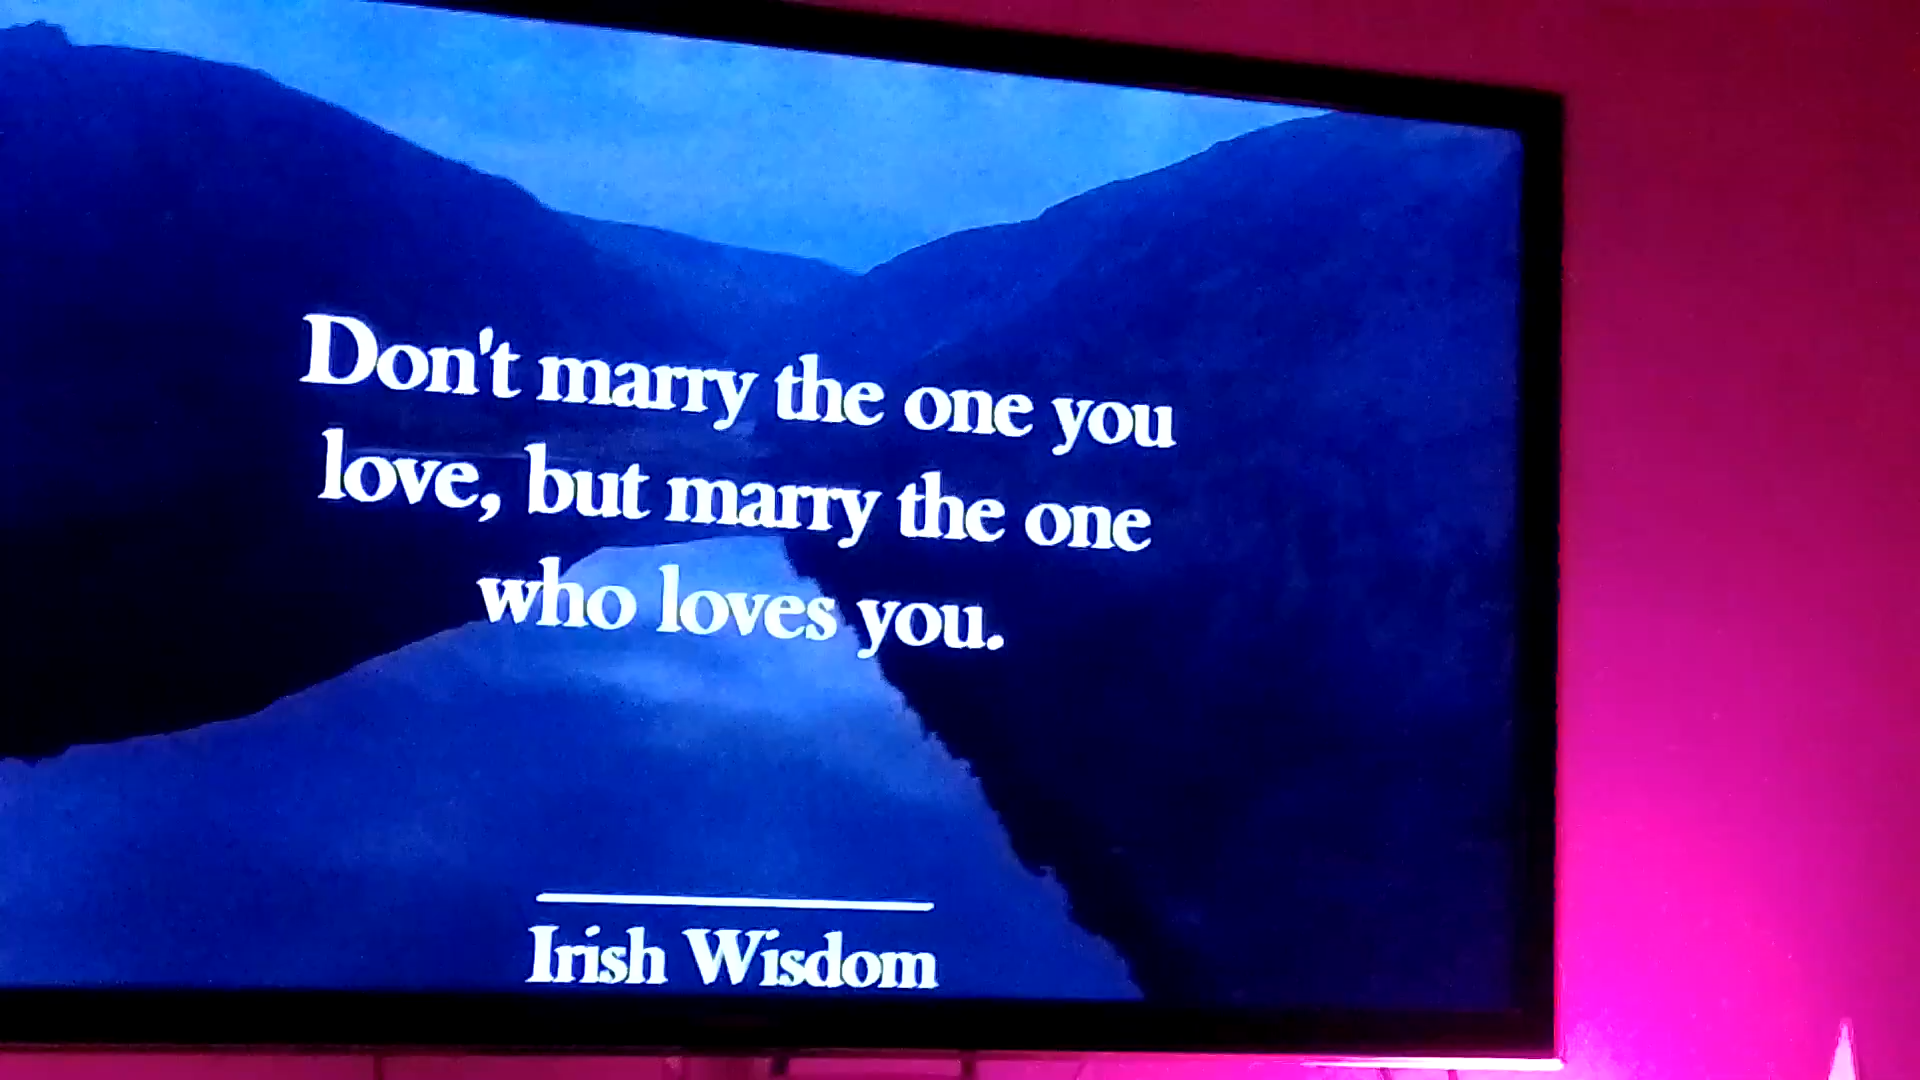 Don't marry the one you
love, but marry the one
who loves you.
Irish Wisdom